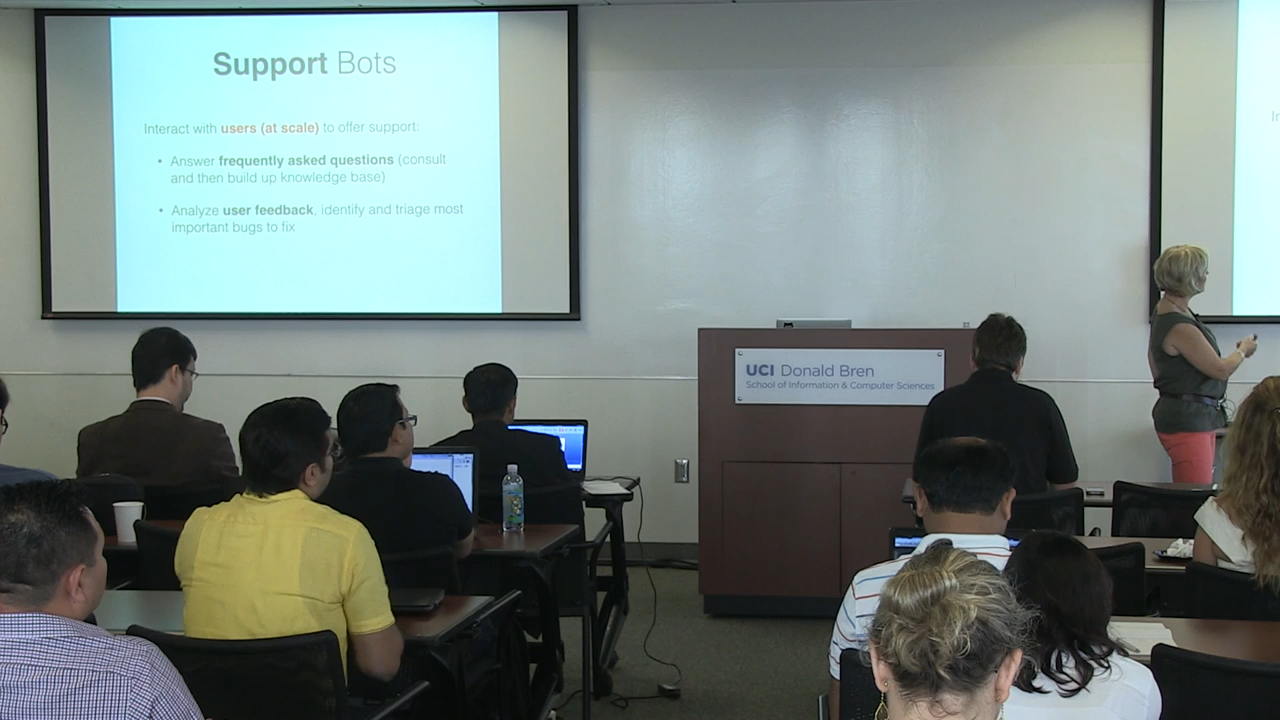 Support Bots
Interact with users (at scale) to offer support:
• Answer frequently asked questions (consult
and then build up knowledge base)
• Analyze user feedback, identify and triage most
important bugs to fix
UCI Donald Bren
School of Information & Computer Sciences